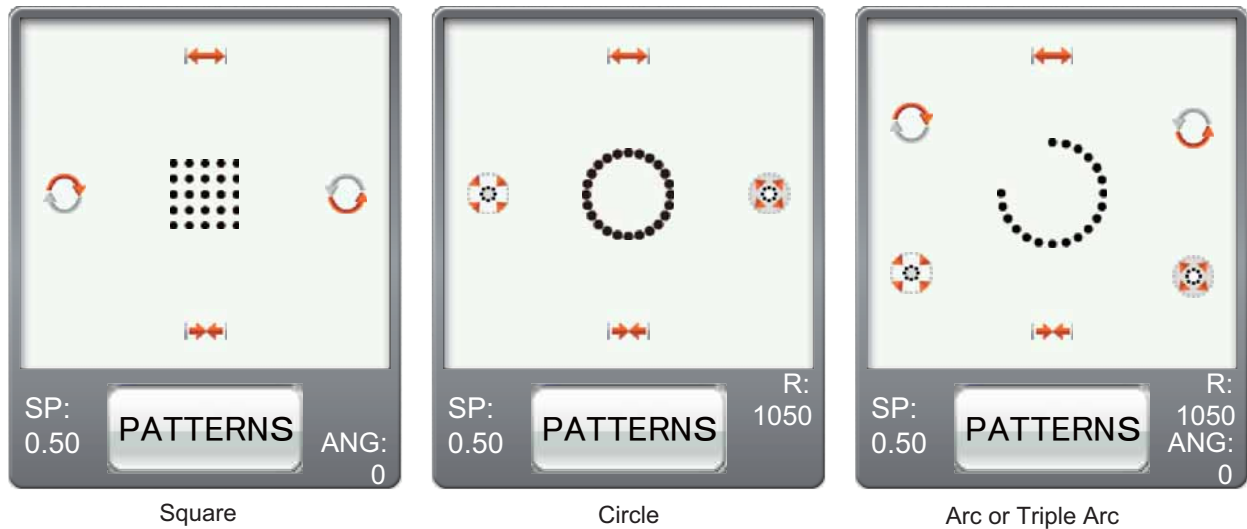 SP:
0.50
PATTERNS
ANG:
0
Square
SP:
0.50
PATTERNS
R:
1050
Circle
SP:
0.50
PATTERNS
R:
1050
ANG:
0
Arc or Triple Arc